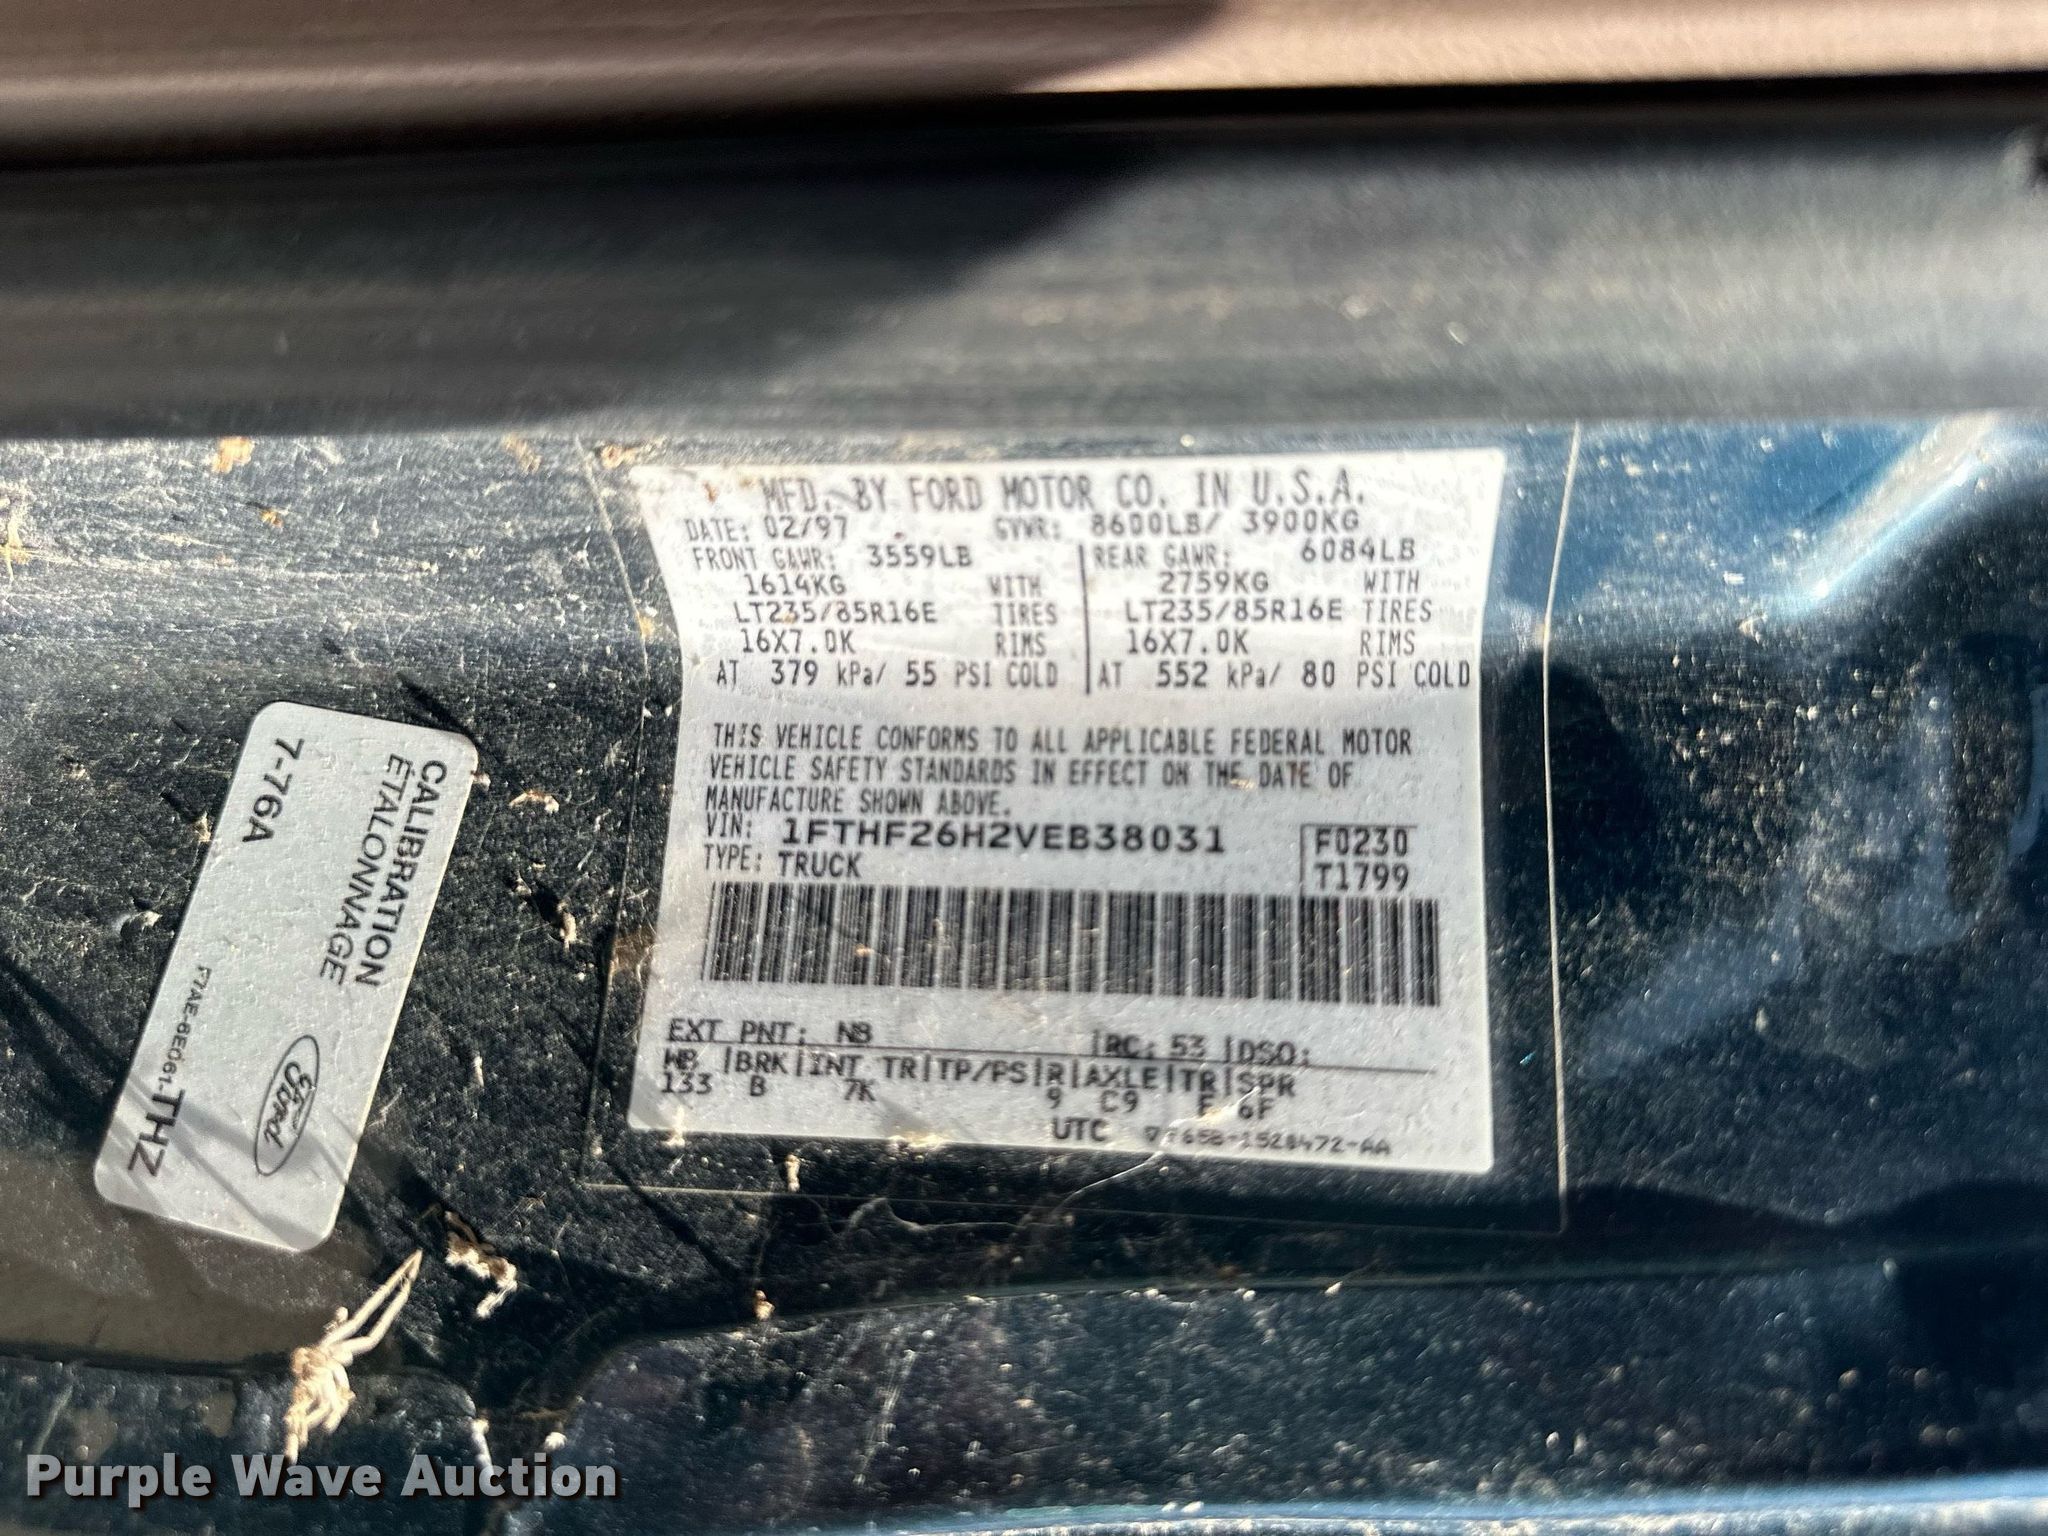 MFD. BY FORD MOTOR CO. IN U.S.A.
DATE: 02/97 GVWR: 8600LB/ 3900KG
FRONT GAWR: 3559LB REAR GAWR: 6084LB
1614KG WITH 2759KG WITH
LT235/85R16E TIRES LT235/85R16E TIRES
16X7.0K RIMS 16X7.0K RIMS
AT 379 kPa/ 55 PSI COLD AT 552 kPa/ 80 PSI COLD
THIS VEHICLE CONFORMS TO ALL APPLICABLE FEDERAL MOTOR
VEHICLE SAFETY STANDARDS IN EFFECT ON THE DATE OF
MANUFACTURE SHOWN ABOVE.
VIN: 1FTHF26H2VEB38031 F0230
TYPE: TRUCK T1799
EXT PNT: N8 |RC: 53 |DSO:
WB |BRK|INT TR|TP/PS|R|AXLE|TR|SPR
133 B 7K 9 C9 E 6F
UTC
CALIBRATION
ÉTALONNAGE
7-76A
Ford
F7AE-6E061-THZ
Purple Wave Auction